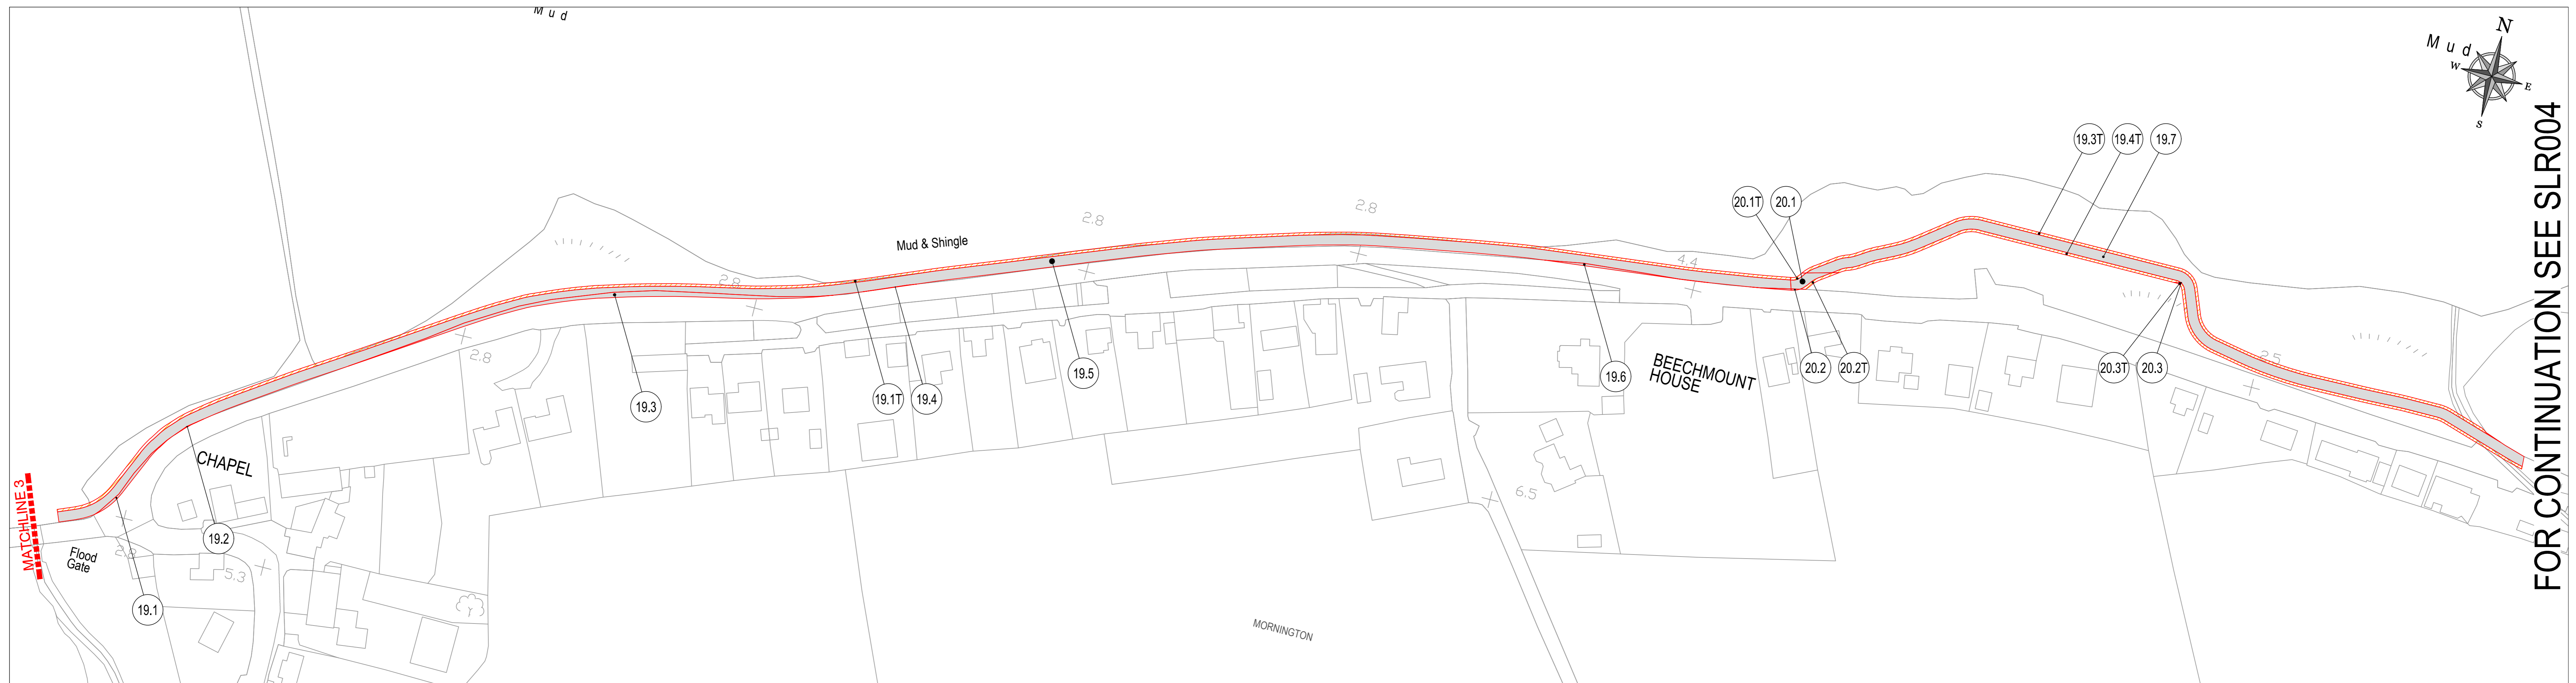 Mud
N
Mud
W
E
S
FOR CONTINUATION SEE SLR004
19.3T
19.4T
19.7
20.1T
20.1
2.8
2.8
Mud & Shingle
4.4
2.8
2.8
2.5
19.3
19.1T
19.4
19.5
19.6
BEECHMOUNT
HOUSE
20.2
20.2T
20.3T
20.3
CHAPEL
MATCHLINE 3
6.5
19.2
Flood
Gate
2.8
5.3
19.1
MORNINGTON